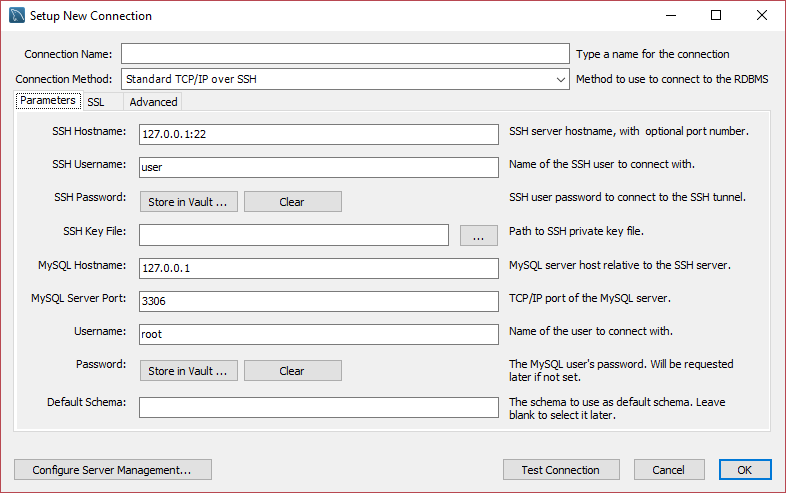 Setup New Connection
Connection Name: Type a name for the connection
Connection Method: Standard TCP/IP over SSH Method to use to connect to the RDBMS
Parameters SSL Advanced
SSH Hostname: 127.0.0.1:22 SSH server hostname, with optional port number.
SSH Username: user Name of the SSH user to connect with.
SSH Password: Store in Vault ... Clear SSH user password to connect to the SSH tunnel.
SSH Key File: ... Path to SSH private key file.
MySQL Hostname: 127.0.0.1 MySQL server host relative to the SSH server.
MySQL Server Port: 3306 TCP/IP port of the MySQL server.
Username: root Name of the user to connect with.
Password: Store in Vault ... Clear The MySQL user's password. Will be requested
later if not set.
Default Schema: The schema to use as default schema. Leave
blank to select it later.
Configure Server Management... Test Connection Cancel OK